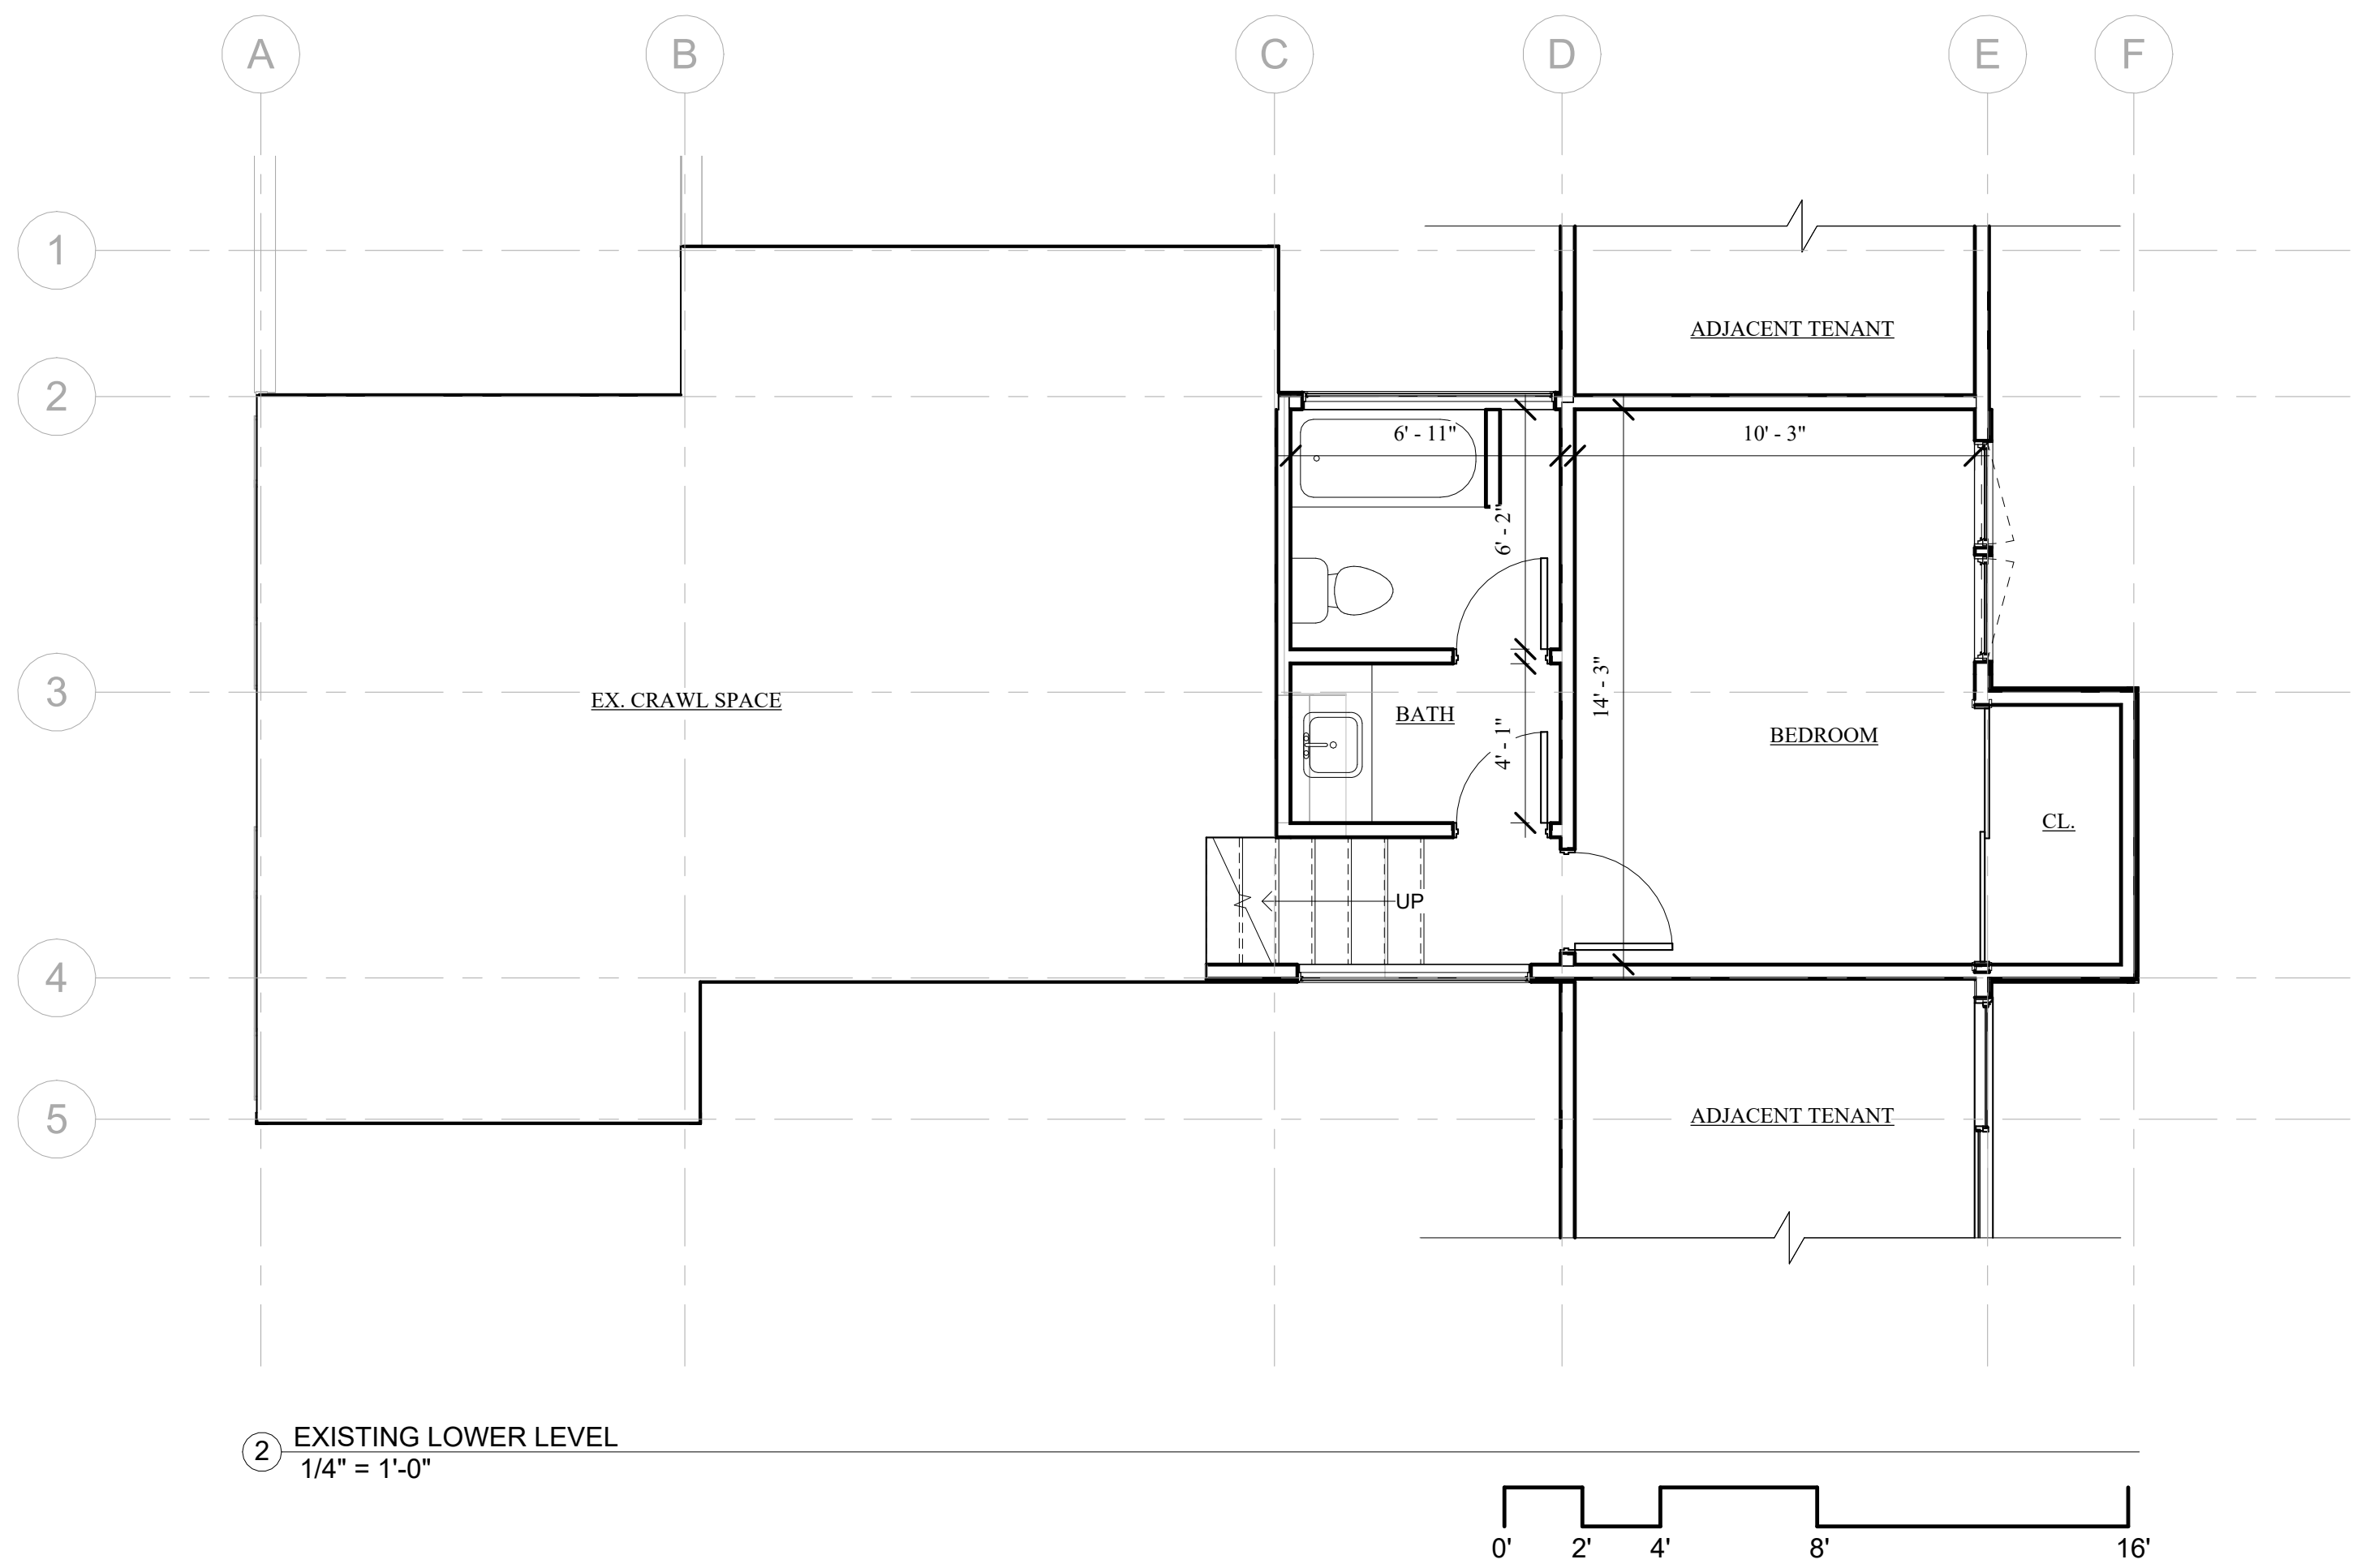 A B C D E F
1
ADJACENT TENANT
2
6' - 11" 10' - 3"
6' - 2"
3
EX. CRAWL SPACE
14' - 3"
BATH
4' - 1"
BEDROOM
CL.
UP
4
5
ADJACENT TENANT
2 EXISTING LOWER LEVEL
1/4" = 1'-0"
0' 2' 4' 8' 16'